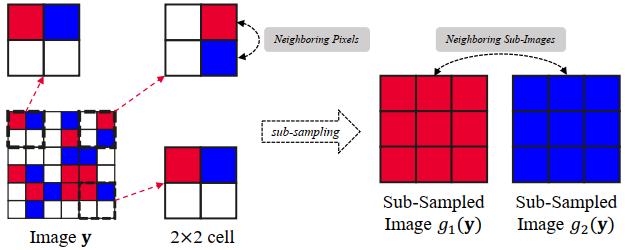 Neighboring Pixels
Neighboring Sub-Images
sub-sampling
Image y
2×2 cell
Sub-Sampled
Image g₁(y)
Sub-Sampled
Image g₂(y)